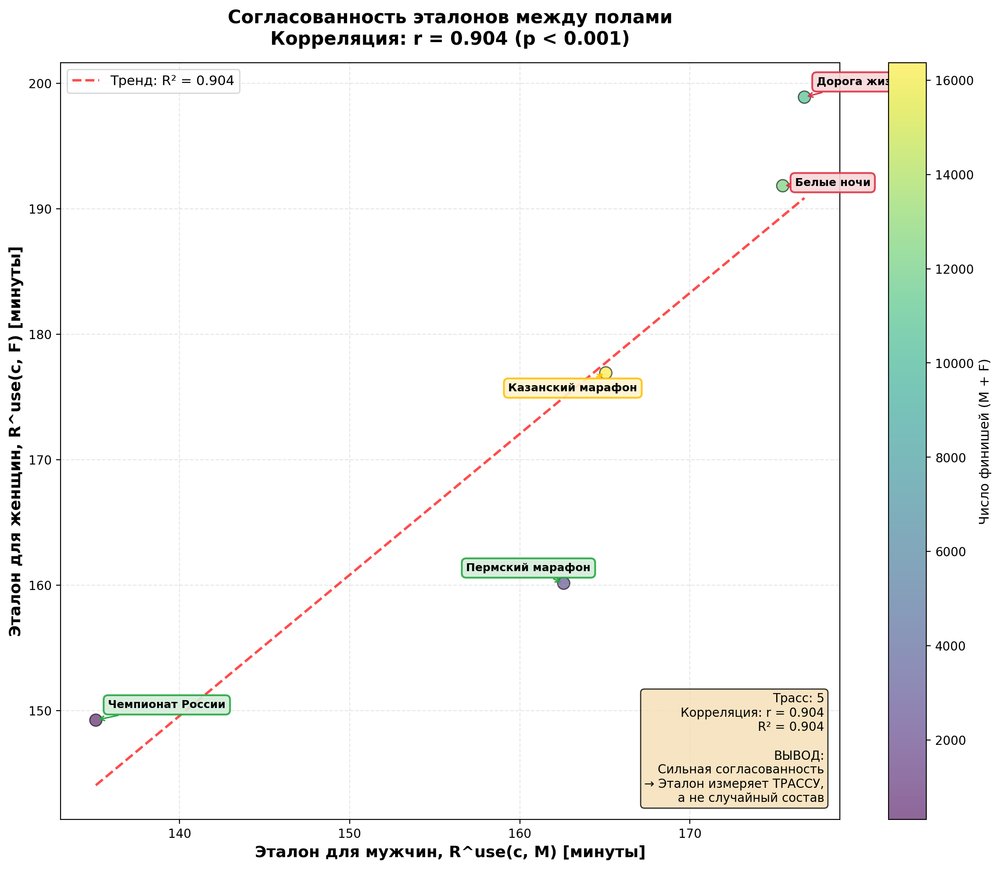 Согласованность эталонов между полами
Корреляция: r = 0.904 (p < 0.001)
Тренд: R² = 0.904
Дорога жиз
Белые ночи
Казанский марафон
Пермский марафон
Чемпионат России
Трасс: 5
Корреляция: r = 0.904
R² = 0.904
ВЫВОД:
Сильная согласованность
→ Эталон измеряет ТРАССУ,
а не случайный состав
200
190
180
170
160
150
140
150
160
170
Эталон для женщин, R^use(c, F) [минуты]
Эталон для мужчин, R^use(c, M) [минуты]
16000
14000
12000
10000
8000
6000
4000
2000
Число финишей (M + F)